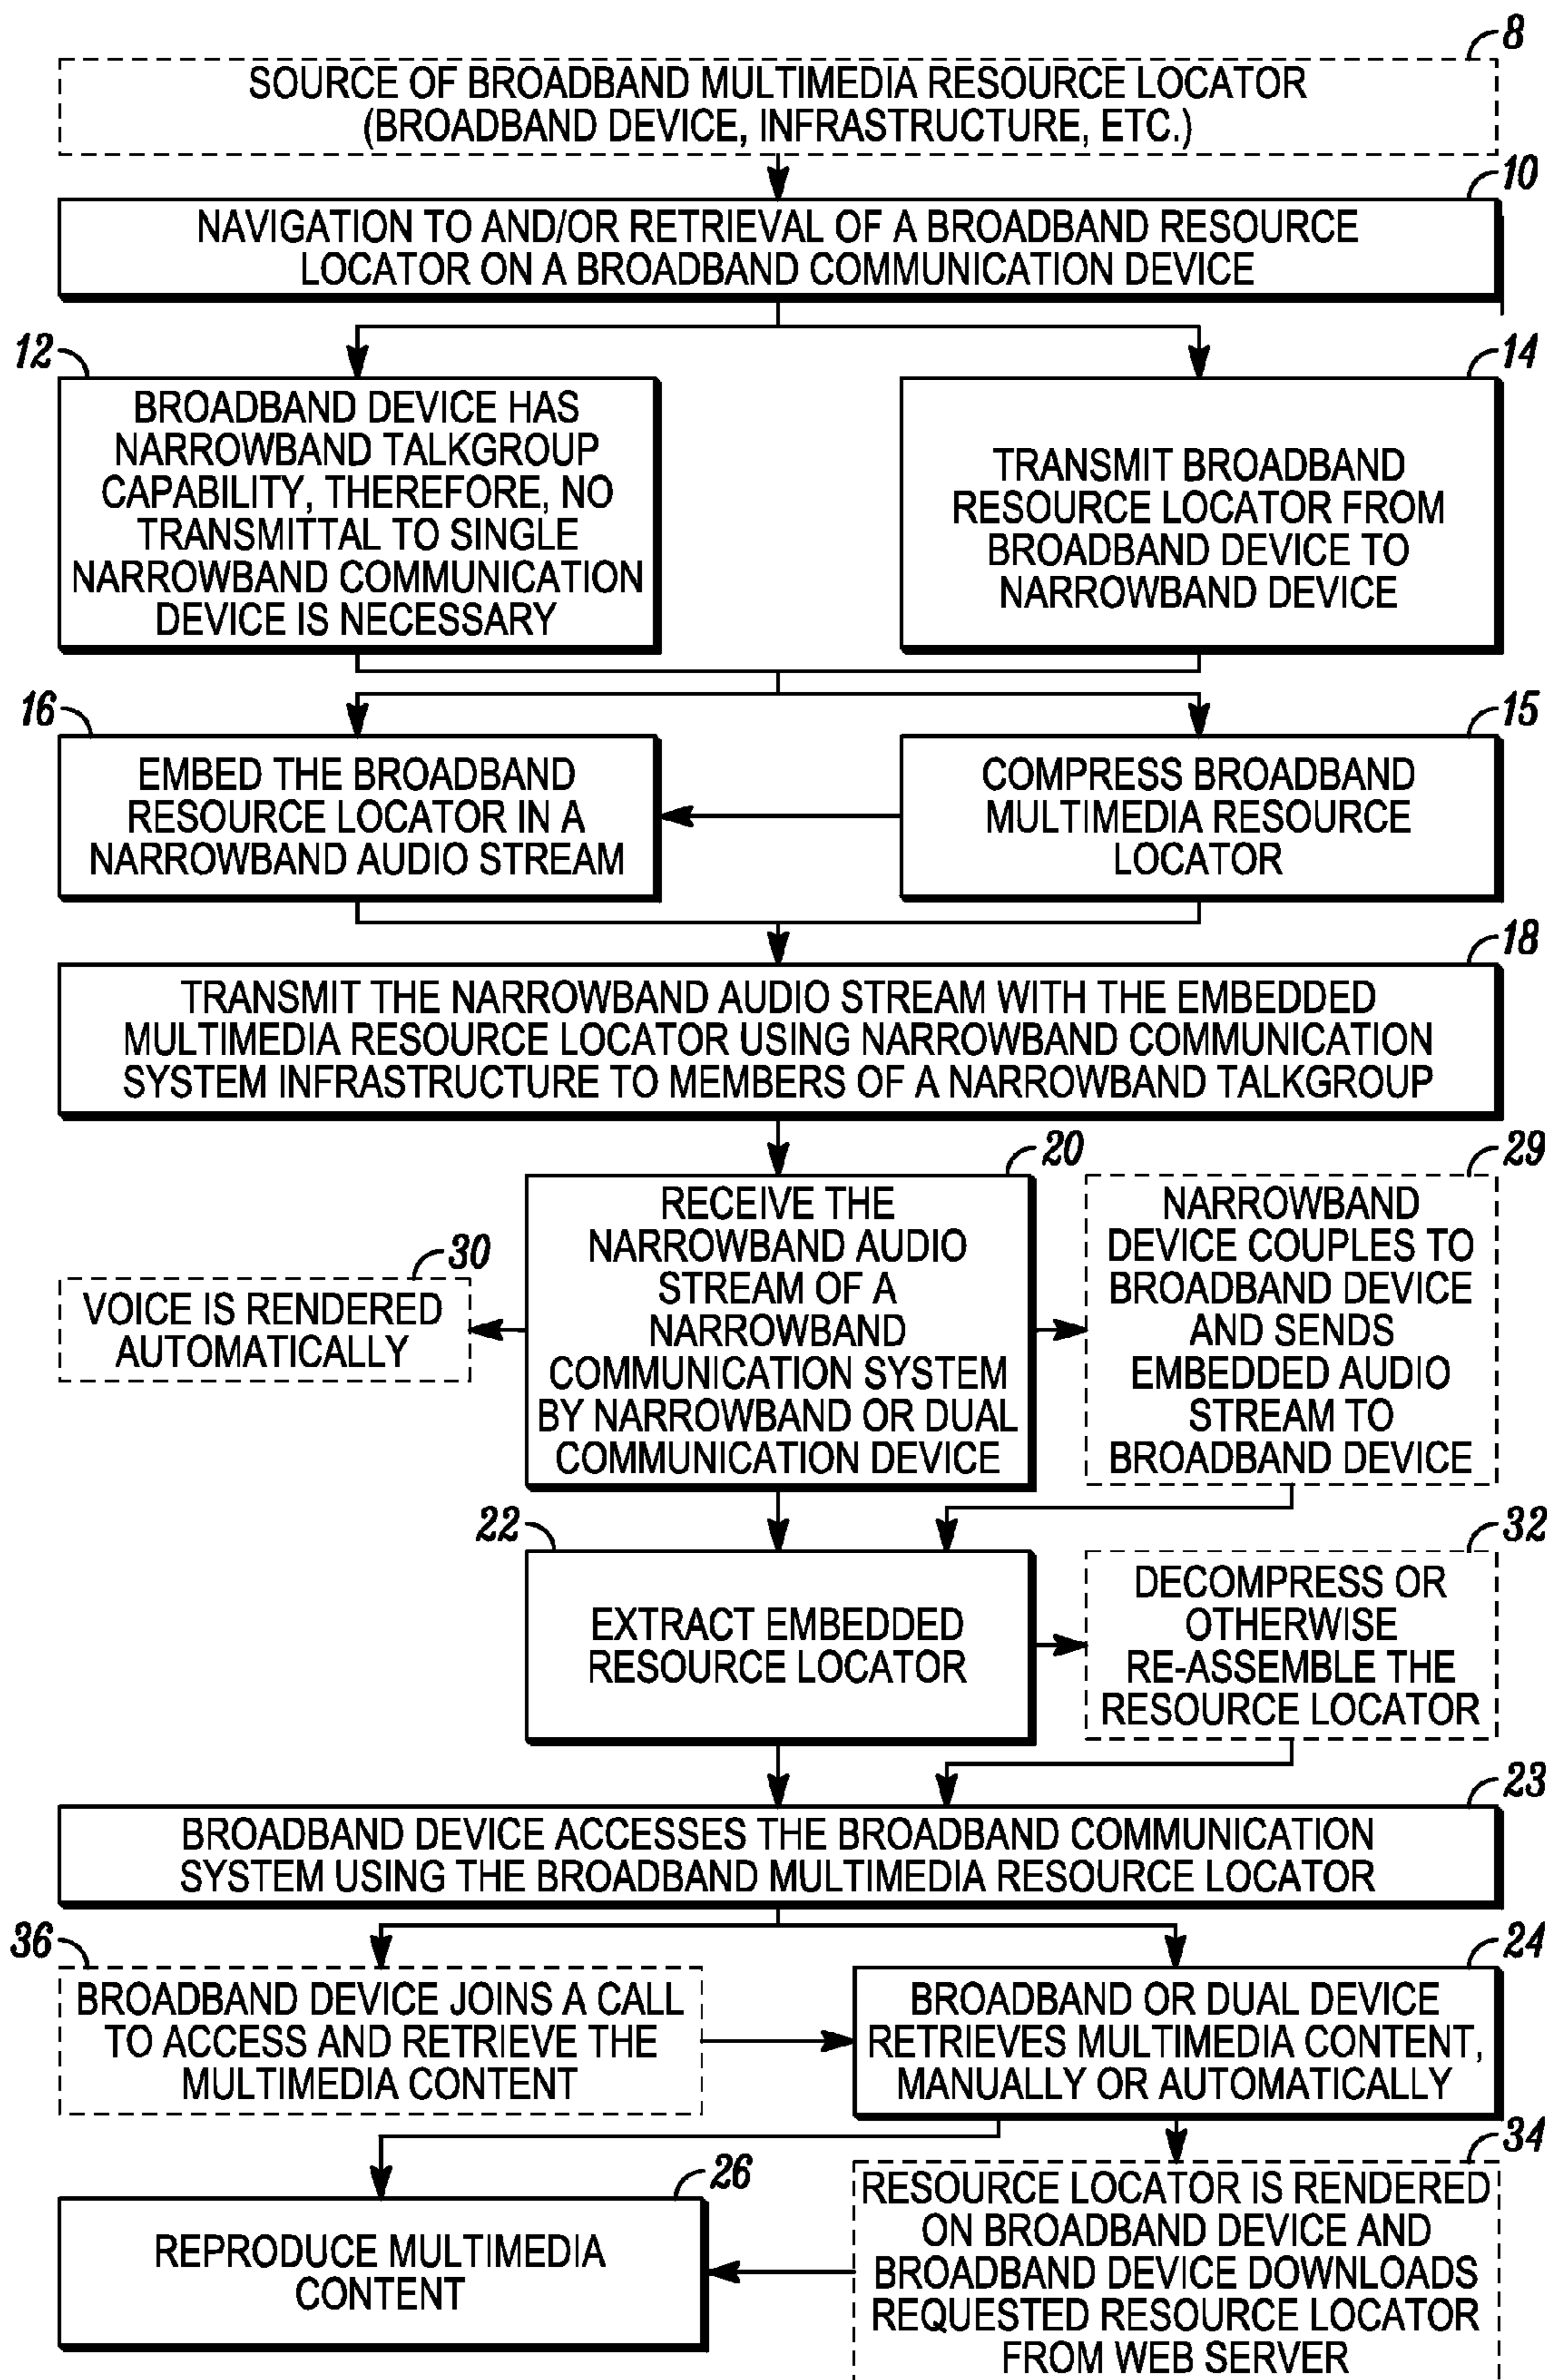 8
SOURCE OF BROADBAND MULTIMEDIA RESOURCE LOCATOR
(BROADBAND DEVICE, INFRASTRUCTURE, ETC.)
10
NAVIGATION TO AND/OR RETRIEVAL OF A BROADBAND RESOURCE
LOCATOR ON A BROADBAND COMMUNICATION DEVICE
12
BROADBAND DEVICE HAS
NARROWBAND TALKGROUP
CAPABILITY, THEREFORE, NO
TRANSMITTAL TO SINGLE
NARROWBAND COMMUNICATION
DEVICE IS NECESSARY
14
TRANSMIT BROADBAND
RESOURCE LOCATOR FROM
BROADBAND DEVICE TO
NARROWBAND DEVICE
16
EMBED THE BROADBAND
RESOURCE LOCATOR IN A
NARROWBAND AUDIO STREAM
15
COMPRESS BROADBAND
MULTIMEDIA RESOURCE
LOCATOR
18
TRANSMIT THE NARROWBAND AUDIO STREAM WITH THE EMBEDDED
MULTIMEDIA RESOURCE LOCATOR USING NARROWBAND COMMUNICATION
SYSTEM INFRASTRUCTURE TO MEMBERS OF A NARROWBAND TALKGROUP
30
VOICE IS RENDERED
AUTOMATICALLY
20
RECEIVE THE
NARROWBAND AUDIO
STREAM OF A
NARROWBAND
COMMUNICATION SYSTEM
BY NARROWBAND OR DUAL
COMMUNICATION DEVICE
29
NARROWBAND
DEVICE COUPLES TO
BROADBAND DEVICE
AND SENDS
EMBEDDED AUDIO
STREAM TO
BROADBAND DEVICE
22
EXTRACT EMBEDDED
RESOURCE LOCATOR
32
DECOMPRESS OR
OTHERWISE
RE-ASSEMBLE THE
RESOURCE LOCATOR
23
BROADBAND DEVICE ACCESSES THE BROADBAND COMMUNICATION
SYSTEM USING THE BROADBAND MULTIMEDIA RESOURCE LOCATOR
36
BROADBAND DEVICE JOINS A CALL
TO ACCESS AND RETRIEVE THE
MULTIMEDIA CONTENT
24
BROADBAND OR DUAL DEVICE
RETRIEVES MULTIMEDIA CONTENT,
MANUALLY OR AUTOMATICALLY
26
REPRODUCE MULTIMEDIA
CONTENT
34
RESOURCE LOCATOR IS RENDERED
ON BROADBAND DEVICE AND
BROADBAND DEVICE DOWNLOADS
REQUESTED RESOURCE LOCATOR
FROM WEB SERVER